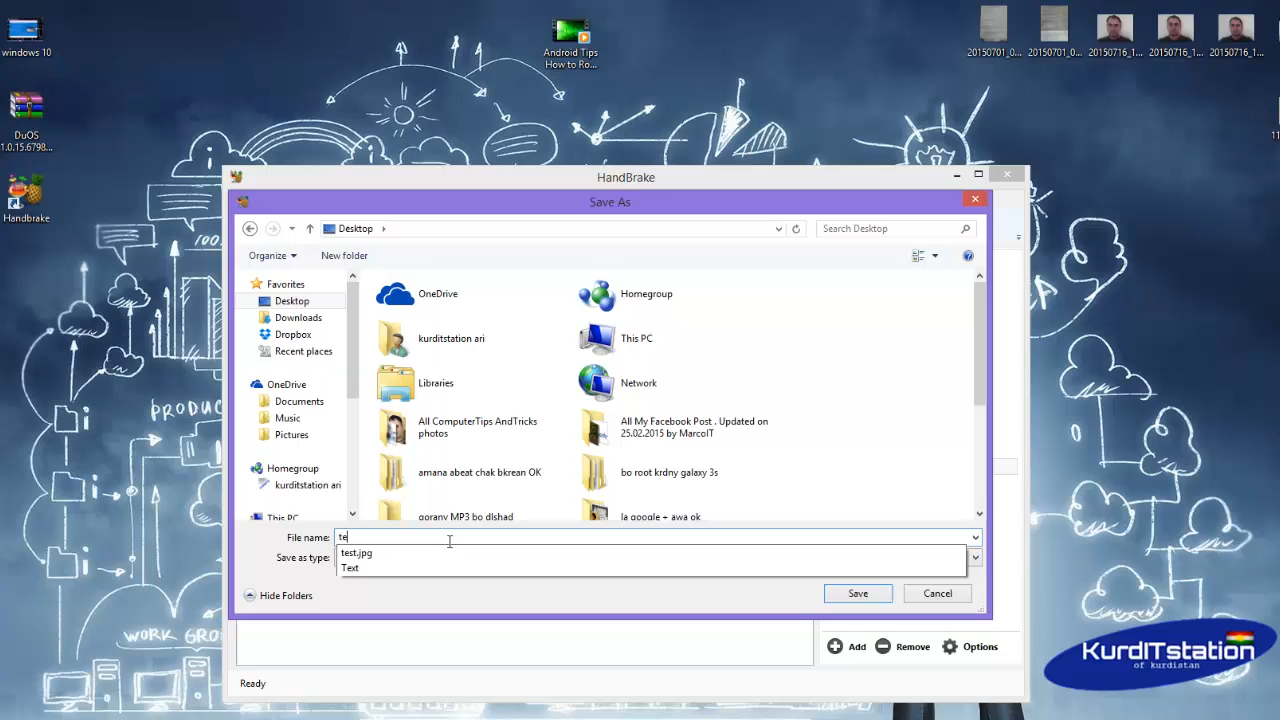 windows 10
Android Tips
How to Ro...
20150701_0...
20150701_0...
20150716_1...
20150716_1...
20150716_1...
DuOS
1.0.15.6798...
Handbrake
100
PRODUC
WORK GRO
HandBrake
Save As
Desktop
Search Desktop
Organize
New folder
Favorites
Desktop
Downloads
Dropbox
Recent places
OneDrive
Documents
Music
Pictures
Homegroup
kurditstation ari
This PC
OneDrive
Homegroup
kurditstation ari
This PC
Libraries
Network
All ComputerTips AndTricks
photos
All My Facebook Post . Updated on
25.02.2015 by MarcoIT
amana abeat chak bkrean OK
bo root krdny galaxy 3s
gorany MP3 bo dlshad
la google + awa ok
File name: te
test.jpg
Text
Save as type:
Hide Folders
Save
Cancel
Add
Remove
Options
Ready
KurdITstation
of kurdistan